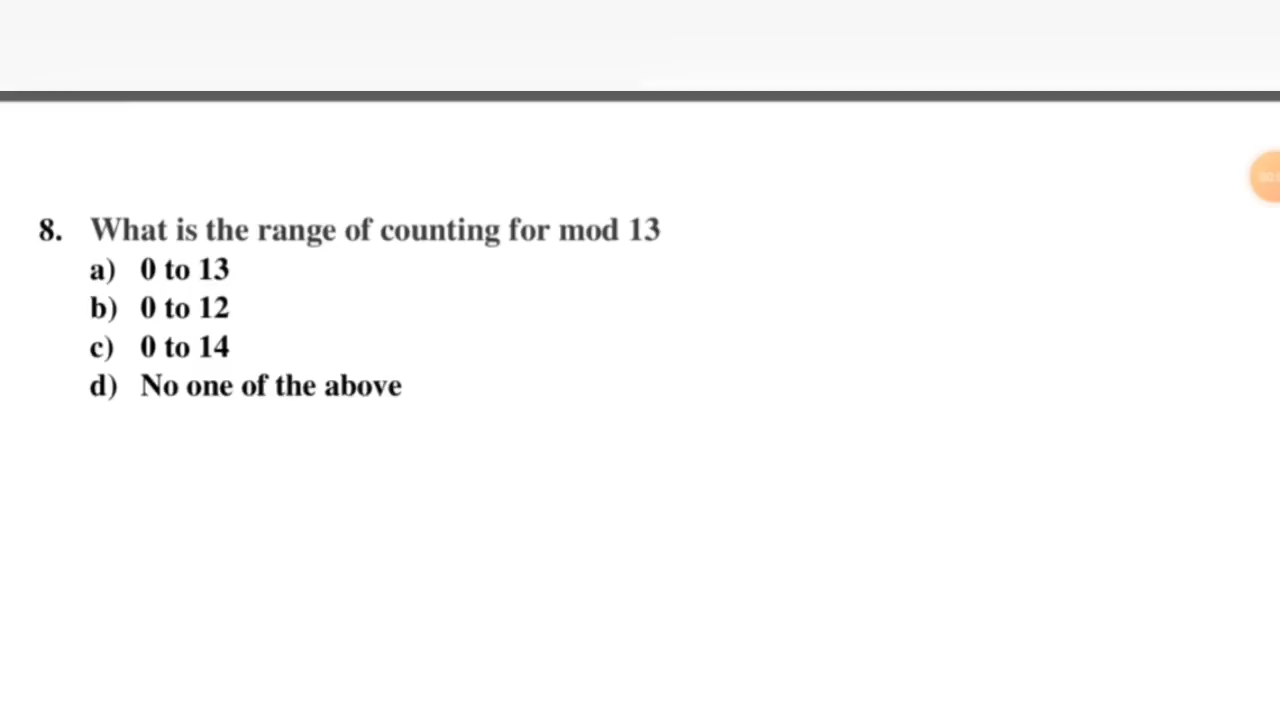 8. What is the range of counting for mod 13
a) 0 to 13
b) 0 to 12
c) 0 to 14
d) No one of the above